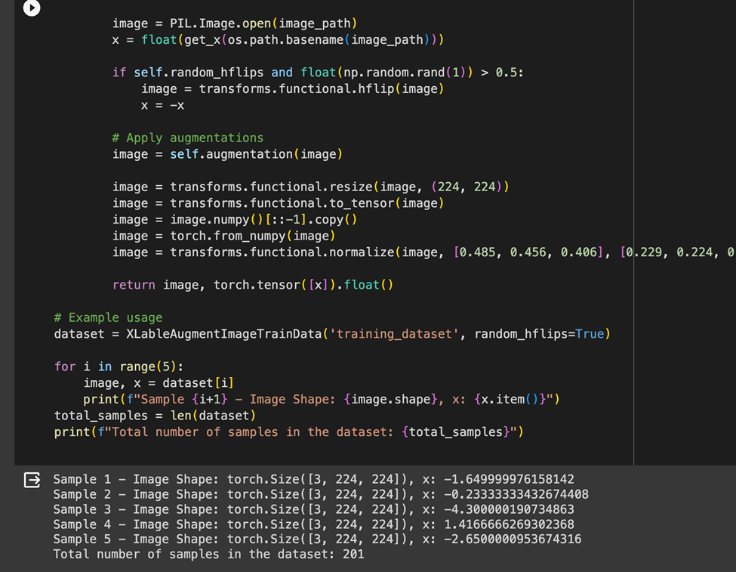 image = PIL.Image.open(image_path)
x = float(get_x(os.path.basename(image_path)))
if self.random_hflips and float(np.random.rand(1)) > 0.5:
image = transforms.functional.hflip(image)
x = -x
# Apply augmentations
image = self.augmentation(image)
image = transforms.functional.resize(image, (224, 224))
image = transforms.functional.to_tensor(image)
image = image.numpy()[::-1].copy()
image = torch.from_numpy(image)
image = transforms.functional.normalize(image, [0.485, 0.456, 0.406], [0.229, 0.224, 0
return image, torch.tensor([x]).float()
# Example usage
dataset = XLableAugmentImageTrainData('training_dataset', random_hflips=True)
for i in range(5):
image, x = dataset[i]
print(f"Sample {i+1} - Image Shape: {image.shape}, x: {x.item()}")
total_samples = len(dataset)
print(f"Total number of samples in the dataset: {total_samples}")
Sample 1 - Image Shape: torch.Size([3, 224, 224]), x: -1.649999976158142
Sample 2 - Image Shape: torch.Size([3, 224, 224]), x: -0.23333333432674408
Sample 3 - Image Shape: torch.Size([3, 224, 224]), x: -4.300000190734863
Sample 4 - Image Shape: torch.Size([3, 224, 224]), x: 1.4166666269302368
Sample 5 - Image Shape: torch.Size([3, 224, 224]), x: -2.6500000953674316
Total number of samples in the dataset: 201